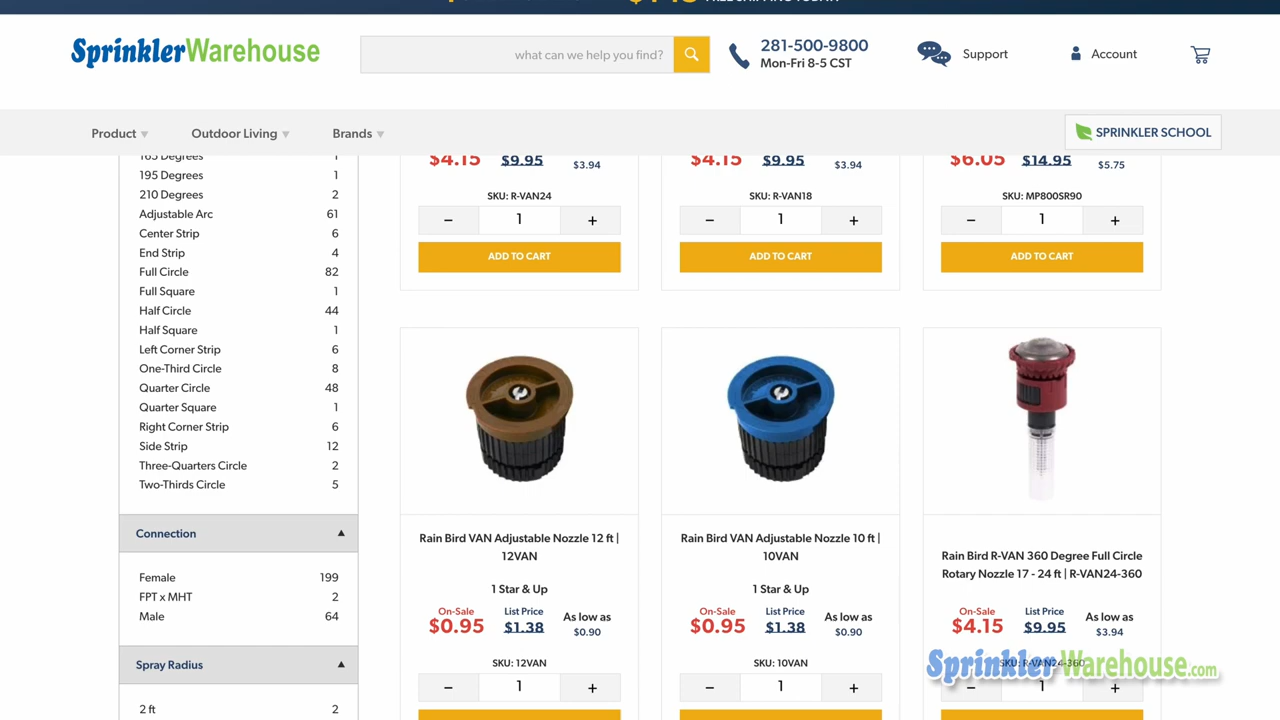 SprinklerWarehouse
what can we help you find?
281-500-9800
Mon-Fri 8-5 CST
Support
Account
Product
Outdoor Living
Brands
SPRINKLER SCHOOL
165 Degrees 1
195 Degrees 1
210 Degrees 2
Adjustable Arc 61
Center Strip 6
End Strip 4
Full Circle 82
Full Square 1
Half Circle 44
Half Square 1
Left Corner Strip 6
One-Third Circle 8
Quarter Circle 48
Quarter Square 1
Right Corner Strip 6
Side Strip 12
Three-Quarters Circle 2
Two-Thirds Circle 5
Connection
Female 199
FPT x MHT 2
Male 64
Spray Radius
2 ft 2
$4.15 $9.95 $3.94
SKU: R-VAN24
− 1 +
ADD TO CART
$4.15 $9.95 $3.94
SKU: R-VAN18
− 1 +
ADD TO CART
$6.05 $14.95 $5.75
SKU: MP800SR90
− 1 +
ADD TO CART
Rain Bird VAN Adjustable Nozzle 12 ft |
12VAN
1 Star & Up
On-Sale List Price As low as
$0.95 $1.38 $0.90
SKU: 12VAN
− 1 +
Rain Bird VAN Adjustable Nozzle 10 ft |
10VAN
1 Star & Up
On-Sale List Price As low as
$0.95 $1.38 $0.90
SKU: 10VAN
− 1 +
Rain Bird R-VAN 360 Degree Full Circle
Rotary Nozzle 17 - 24 ft | R-VAN24-360
On-Sale List Price As low as
$4.15 $9.95 $3.94
SKU: R-VAN24-360
− 1 +
SprinklerWarehouse.com